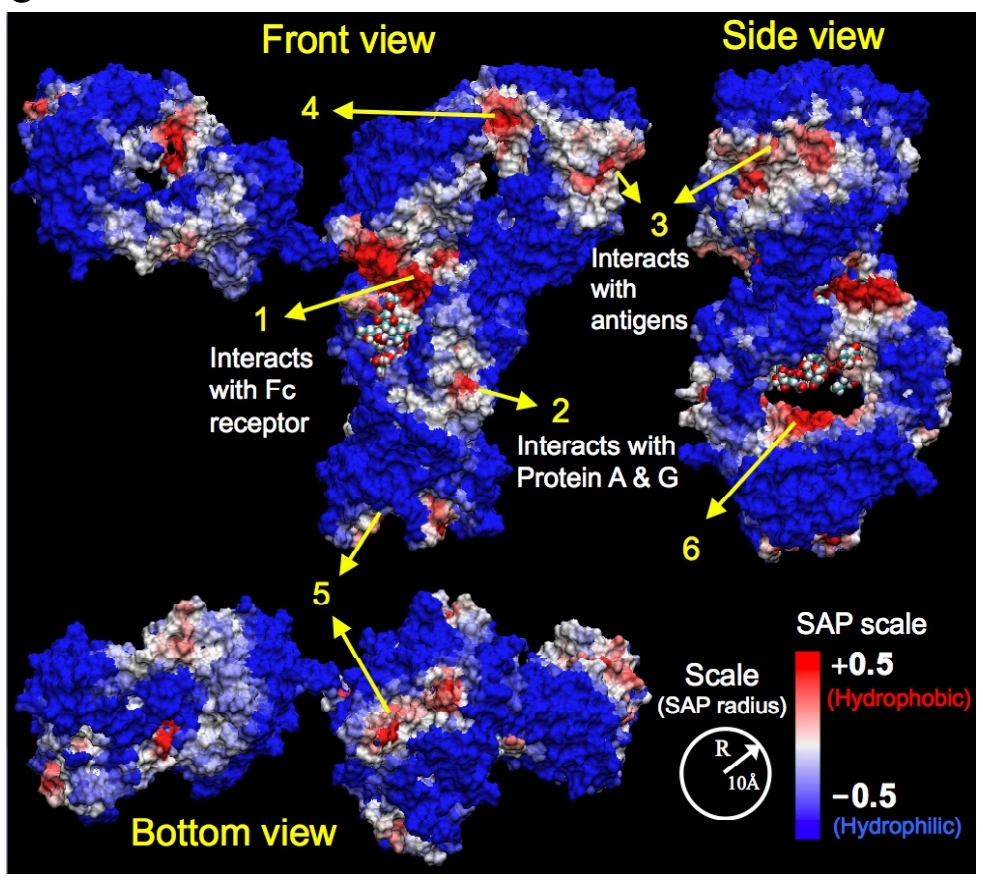 Front view
Side view
4
3
Interacts
with
antigens
1
Interacts
with Fc
receptor
2
Interacts with
Protein A & G
6
5
SAP scale
+0.5
(Hydrophobic)
Scale
(SAP radius)
R
10Å
−0.5
(Hydrophilic)
Bottom view